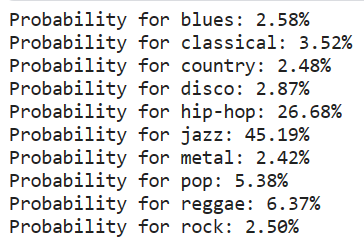 Probability for blues: 2.58%
Probability for classical: 3.52%
Probability for country: 2.48%
Probability for disco: 2.87%
Probability for hip-hop: 26.68%
Probability for jazz: 45.19%
Probability for metal: 2.42%
Probability for pop: 5.38%
Probability for reggae: 6.37%
Probability for rock: 2.50%